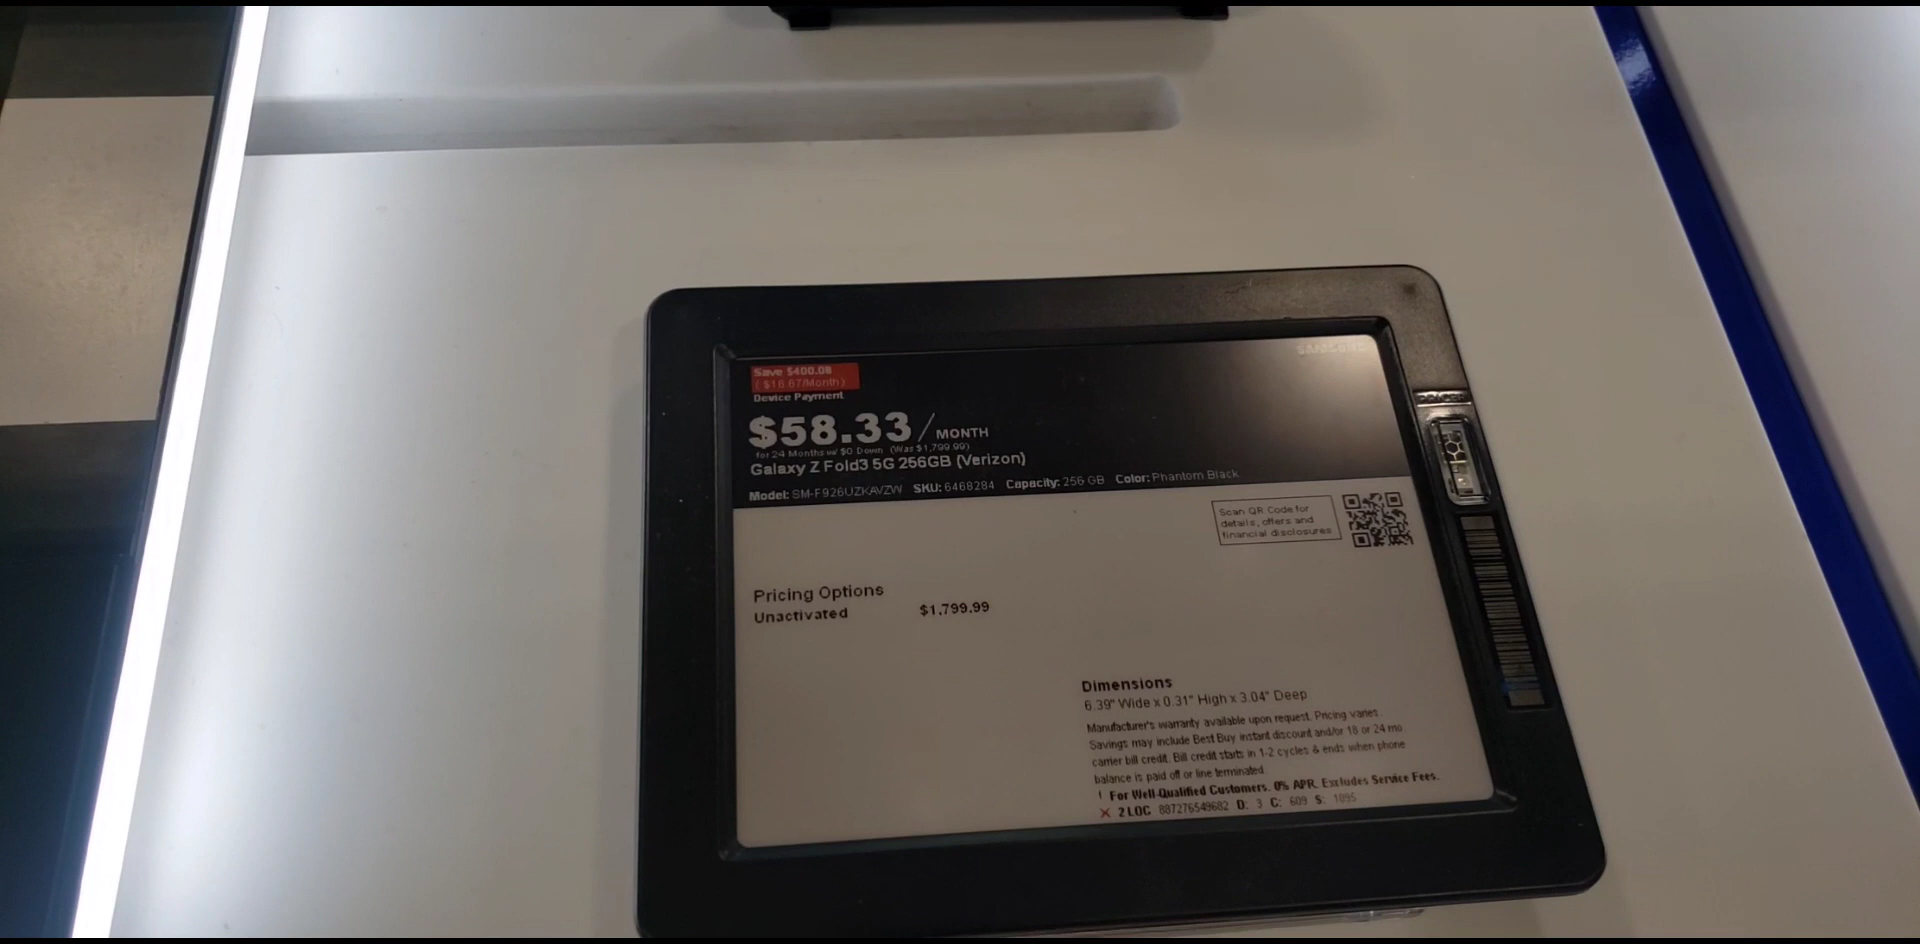 SAMSUNG
Save $400.08
( $16.67/Month)
Device Payment
$58.33/MONTH
for 24 Months w/ $0 Down (Was $1,799.99)
Galaxy Z Fold3 5G 256GB (Verizon)
Model: SM-F926UZKAVZW SKU: 6468284 Capacity: 256 GB Color: Phantom Black
Scan QR Code for
details, offers and
financial disclosures
Pricing Options
Unactivated $1,799.99
Dimensions
6.39" Wide x 0.31" High x 3.04" Deep
Manufacturer's warranty available upon request. Pricing varies.
Savings may include Best Buy instant discount and/or 18 or 24 mo
carrier bill credit. Bill credit starts in 1-2 cycles & ends when phone
balance is paid off or line terminated.
! For Well-Qualified Customers. 0% APR. Excludes Service Fees.
2 LOC 887276549682 D: 3 C: 609 S: 1095